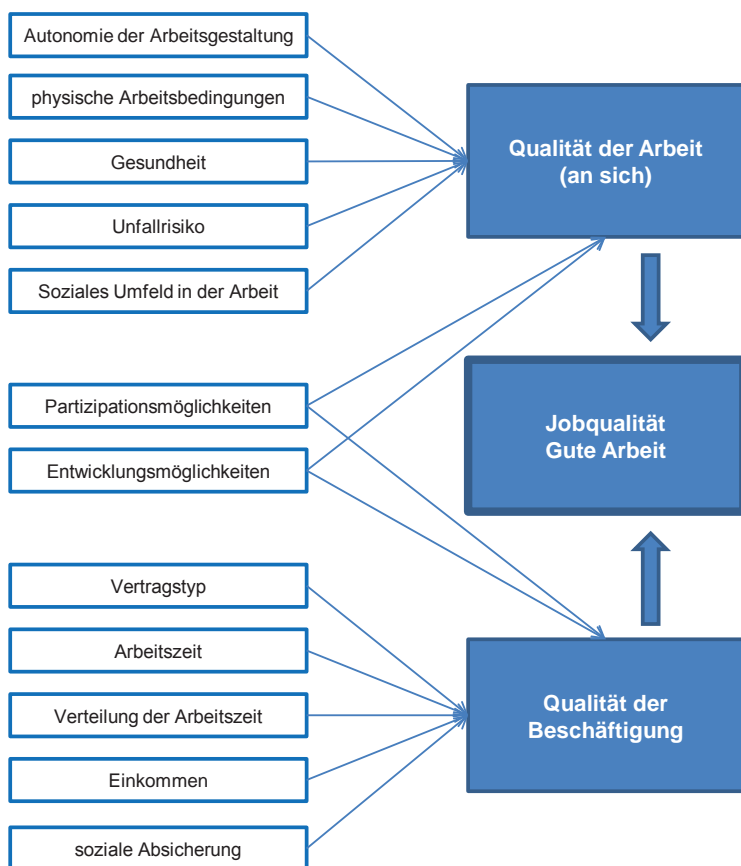 Autonomie der Arbeitsgestaltung
physische Arbeitsbedingungen
Gesundheit
Unfallrisiko
Soziales Umfeld in der Arbeit
Partizipationsmöglichkeiten
Entwicklungsmöglichkeiten
Vertragstyp
Arbeitszeit
Verteilung der Arbeitszeit
Einkommen
soziale Absicherung
Qualität der Arbeit
(an sich)
Jobqualität
Gute Arbeit
Qualität der
Beschäftigung